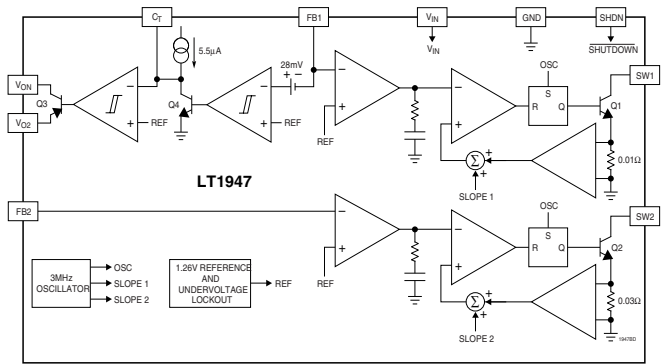 CT
FB1
VIN
GND
SHDN
5.5µA
28mV
VIN
SHUTDOWN
OSC
SW1
VON
Q3
Q4
S
R
Q
Q1
VO2
REF
REF
REF
Σ
0.01Ω
SLOPE 1
LT1947
FB2
OSC
SW2
S
R
Q
Q2
3MHz
OSCILLATOR
OSC
SLOPE 1
SLOPE 2
1.26V REFERENCE
AND
UNDERVOLTAGE
LOCKOUT
REF
REF
Σ
0.03Ω
SLOPE 2
1947BD